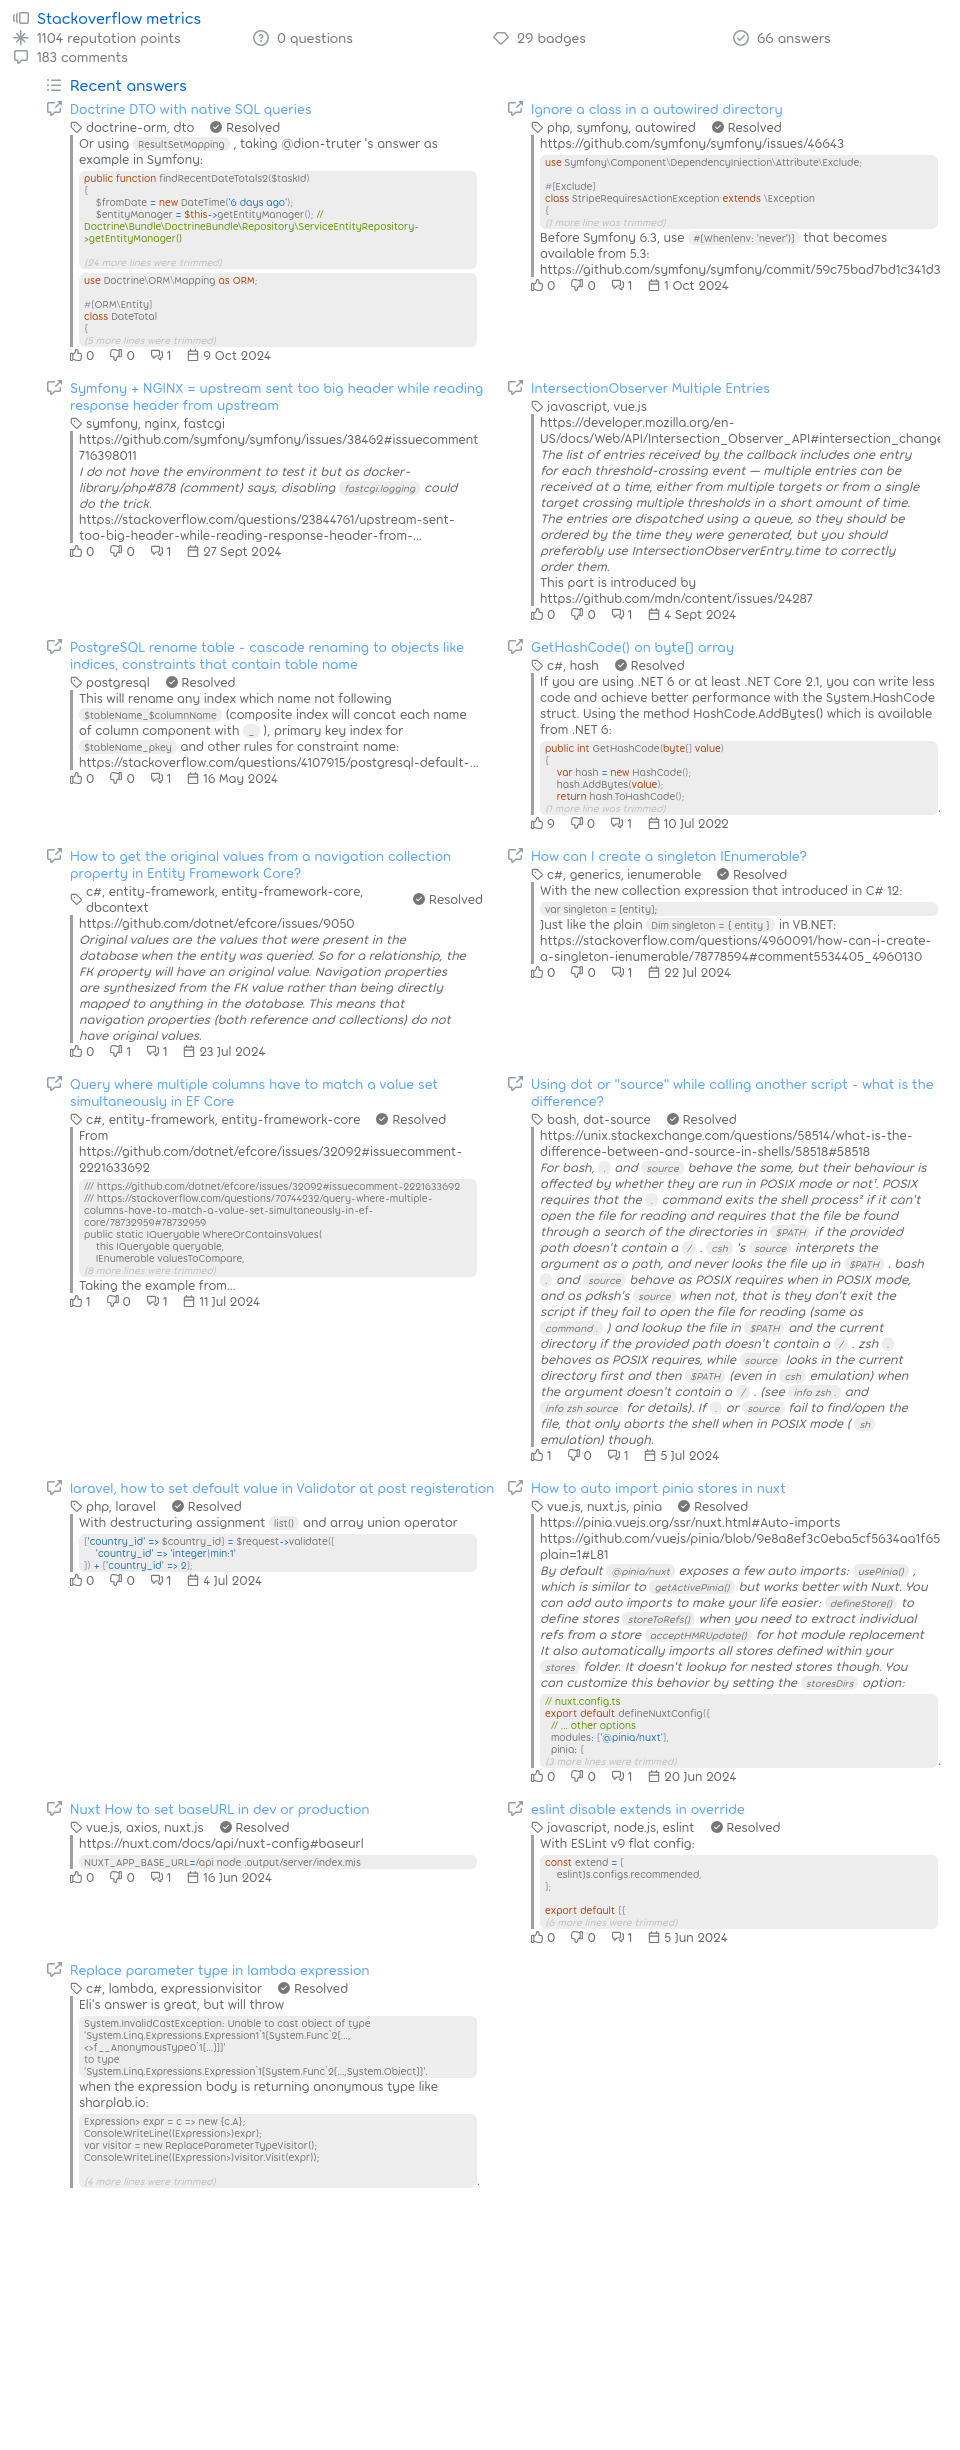 Stackoverflow metrics
1104 reputation points
0 questions
29 badges
66 answers
183 comments
Recent answers
Doctrine DTO with native SQL queries
doctrine-orm, dto Resolved
Or using ResultSetMapping , taking @dion-truter 's answer as
example in Symfony:
public function findRecentDateTotals2($taskId)
{
$fromDate = new DateTime('6 days ago');
$entityManager = $this->getEntityManager(); //
Doctrine\Bundle\DoctrineBundle\Repository\ServiceEntityRepository-
>getEntityManager()
(24 more lines were trimmed)
use Doctrine\ORM\Mapping as ORM;
#[ORM\Entity]
class DateTotal
{
(5 more lines were trimmed)
0 0 1 9 Oct 2024
Ignore a class in a autowired directory
php, symfony, autowired Resolved
https://github.com/symfony/symfony/issues/46643
use Symfony\Component\DependencyInjection\Attribute\Exclude;
#[Exclude]
class StripeRequiresActionException extends \Exception
{
(1 more line was trimmed)
Before Symfony 6.3, use #[When(env: 'never')] that becomes
available from 5.3:
https://github.com/symfony/symfony/commit/59c75bad7bd1c341d3
0 0 1 1 Oct 2024
Symfony + NGINX = upstream sent too big header while reading
response header from upstream
symfony, nginx, fastcgi
https://github.com/symfony/symfony/issues/38462#issuecomment
716398011
I do not have the environment to test it but as docker-
library/php#878 (comment) says, disabling fastcgi.logging could
do the trick.
https://stackoverflow.com/questions/23844761/upstream-sent-
too-big-header-while-reading-response-header-from-...
0 0 1 27 Sept 2024
IntersectionObserver Multiple Entries
javascript, vue.js
https://developer.mozilla.org/en-
US/docs/Web/API/Intersection_Observer_API#intersection_change
The list of entries received by the callback includes one entry
for each threshold-crossing event — multiple entries can be
received at a time, either from multiple targets or from a single
target crossing multiple thresholds in a short amount of time.
The entries are dispatched using a queue, so they should be
ordered by the time they were generated, but you should
preferably use IntersectionObserverEntry.time to correctly
order them.
This part is introduced by
https://github.com/mdn/content/issues/24287
0 0 1 4 Sept 2024
PostgreSQL rename table - cascade renaming to objects like
indices, constraints that contain table name
postgresql Resolved
This will rename any index which name not following
$tableName_$columnName (composite index will concat each name
of column component with _ ), primary key index for
$tableName_pkey and other rules for constraint name:
https://stackoverflow.com/questions/4107915/postgresql-default-...
0 0 1 16 May 2024
GetHashCode() on byte[] array
c#, hash Resolved
If you are using .NET 6 or at least .NET Core 2.1, you can write less
code and achieve better performance with the System.HashCode
struct. Using the method HashCode.AddBytes() which is available
from .NET 6:
public int GetHashCode(byte[] value)
{
var hash = new HashCode();
hash.AddBytes(value);
return hash.ToHashCode();
(1 more line was trimmed)
.
9 0 1 10 Jul 2022
How to get the original values from a navigation collection
property in Entity Framework Core?
c#, entity-framework, entity-framework-core,
dbcontext Resolved
https://github.com/dotnet/efcore/issues/9050
Original values are the values that were present in the
database when the entity was queried. So for a relationship, the
FK property will have an original value. Navigation properties
are synthesized from the FK value rather than being directly
mapped to anything in the database. This means that
navigation properties (both reference and collections) do not
have original values.
0 1 1 23 Jul 2024
How can I create a singleton IEnumerable?
c#, generics, ienumerable Resolved
With the new collection expression that introduced in C# 12:
var singleton = [entity];
Just like the plain Dim singleton = { entity } in VB.NET:
https://stackoverflow.com/questions/4960091/how-can-i-create-
a-singleton-ienumerable/78778594#comment5534405_4960130
0 0 1 22 Jul 2024
Query where multiple columns have to match a value set
simultaneously in EF Core
c#, entity-framework, entity-framework-core Resolved
From
https://github.com/dotnet/efcore/issues/32092#issuecomment-
2221633692
/// https://github.com/dotnet/efcore/issues/32092#issuecomment-2221633692
/// https://stackoverflow.com/questions/70744232/query-where-multiple-
columns-have-to-match-a-value-set-simultaneously-in-ef-
core/78732959#78732959
public static IQueryable WhereOrContainsValues(
this IQueryable queryable,
IEnumerable valuesToCompare,
(8 more lines were trimmed)
Taking the example from...
1 0 1 11 Jul 2024
Using dot or "source" while calling another script - what is the
difference?
bash, dot-source Resolved
https://unix.stackexchange.com/questions/58514/what-is-the-
difference-between-and-source-in-shells/58518#58518
For bash, . and source behave the same, but their behaviour is
affected by whether they are run in POSIX mode or not¹. POSIX
requires that the . command exits the shell process² if it can't
open the file for reading and requires that the file be found
through a search of the directories in $PATH if the provided
path doesn't contain a / . csh 's source interprets the
argument as a path, and never looks the file up in $PATH . bash
. and source behave as POSIX requires when in POSIX mode,
and as pdksh's source when not, that is they don't exit the
script if they fail to open the file for reading (same as
command . ) and lookup the file in $PATH and the current
directory if the provided path doesn't contain a / . zsh .
behaves as POSIX requires, while source looks in the current
directory first and then $PATH (even in csh emulation) when
the argument doesn't contain a / . (see info zsh . and
info zsh source for details). If . or source fail to find/open the
file, that only aborts the shell when in POSIX mode ( sh
emulation) though.
1 0 1 5 Jul 2024
laravel, how to set default value in Validator at post registeration
php, laravel Resolved
With destructuring assignment list() and array union operator
['country_id' => $country_id] = $request->validate([
'country_id' => 'integer|min:1'
]) + ['country_id' => 2];
0 0 1 4 Jul 2024
How to auto import pinia stores in nuxt
vue.js, nuxt.js, pinia Resolved
https://pinia.vuejs.org/ssr/nuxt.html#Auto-imports
https://github.com/vuejs/pinia/blob/9e8a8ef3c0eba5cf5634aa1f65
plain=1#L81
By default @pinia/nuxt exposes a few auto imports: usePinia() ,
which is similar to getActivePinia() but works better with Nuxt. You
can add auto imports to make your life easier: defineStore() to
define stores storeToRefs() when you need to extract individual
refs from a store acceptHMRUpdate() for hot module replacement
It also automatically imports all stores defined within your
stores folder. It doesn't lookup for nested stores though. You
can customize this behavior by setting the storesDirs option:
// nuxt.config.ts
export default defineNuxtConfig({
// ... other options
modules: ['@pinia/nuxt'],
pinia: {
(3 more lines were trimmed)
.
0 0 1 20 Jun 2024
Nuxt How to set baseURL in dev or production
vue.js, axios, nuxt.js Resolved
https://nuxt.com/docs/api/nuxt-config#baseurl
NUXT_APP_BASE_URL=/api node .output/server/index.mjs
0 0 1 16 Jun 2024
eslint disable extends in override
javascript, node.js, eslint Resolved
With ESLint v9 flat config:
const extend = [
eslintJs.configs.recommended,
];
export default [{
(6 more lines were trimmed)
0 0 1 5 Jun 2024
Replace parameter type in lambda expression
c#, lambda, expressionvisitor Resolved
Eli's answer is great, but will throw
System.InvalidCastException: Unable to cast object of type
'System.Linq.Expressions.Expression1`1[System.Func`2[...,
<>f__AnonymousType0`1[...]]]'
to type
'System.Linq.Expressions.Expression`1[System.Func`2[...,System.Object]]'.
when the expression body is returning anonymous type like
sharplab.io:
Expression> expr = c => new {c.A};
Console.WriteLine((Expression>)expr);
var visitor = new ReplaceParameterTypeVisitor();
Console.WriteLine((Expression>)visitor.Visit(expr));
(4 more lines were trimmed)
.